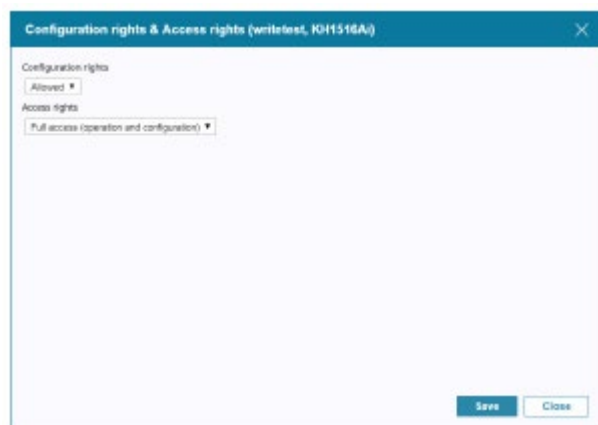 Configuration rights & Access rights (writetest, KH1516Ai)
Configuration rights
Allowed
Access rights
Full access (operation and configuration)
Save Close